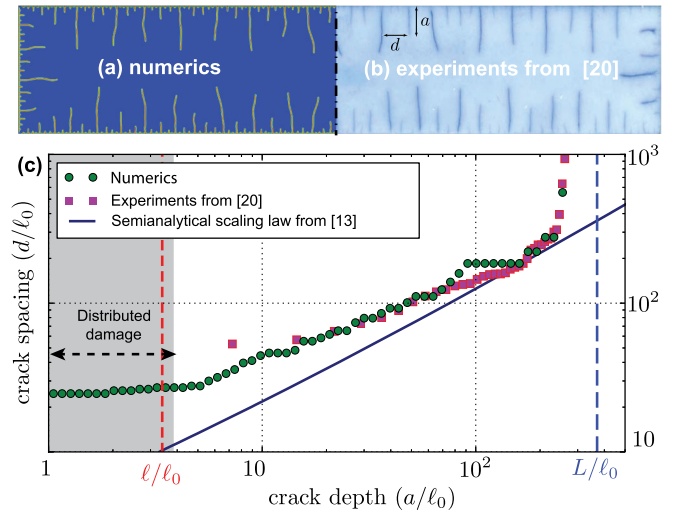 (a) numerics
(b) experiments from [20]
a
d
(c)
Numerics
Experiments from [20]
Semianalytical scaling law from [13]
Distributed
damage
crack spacing (d/ℓ₀)
10³
10²
10
1
ℓ/ℓ₀
10
10²
L/ℓ₀
crack depth (a/ℓ₀)